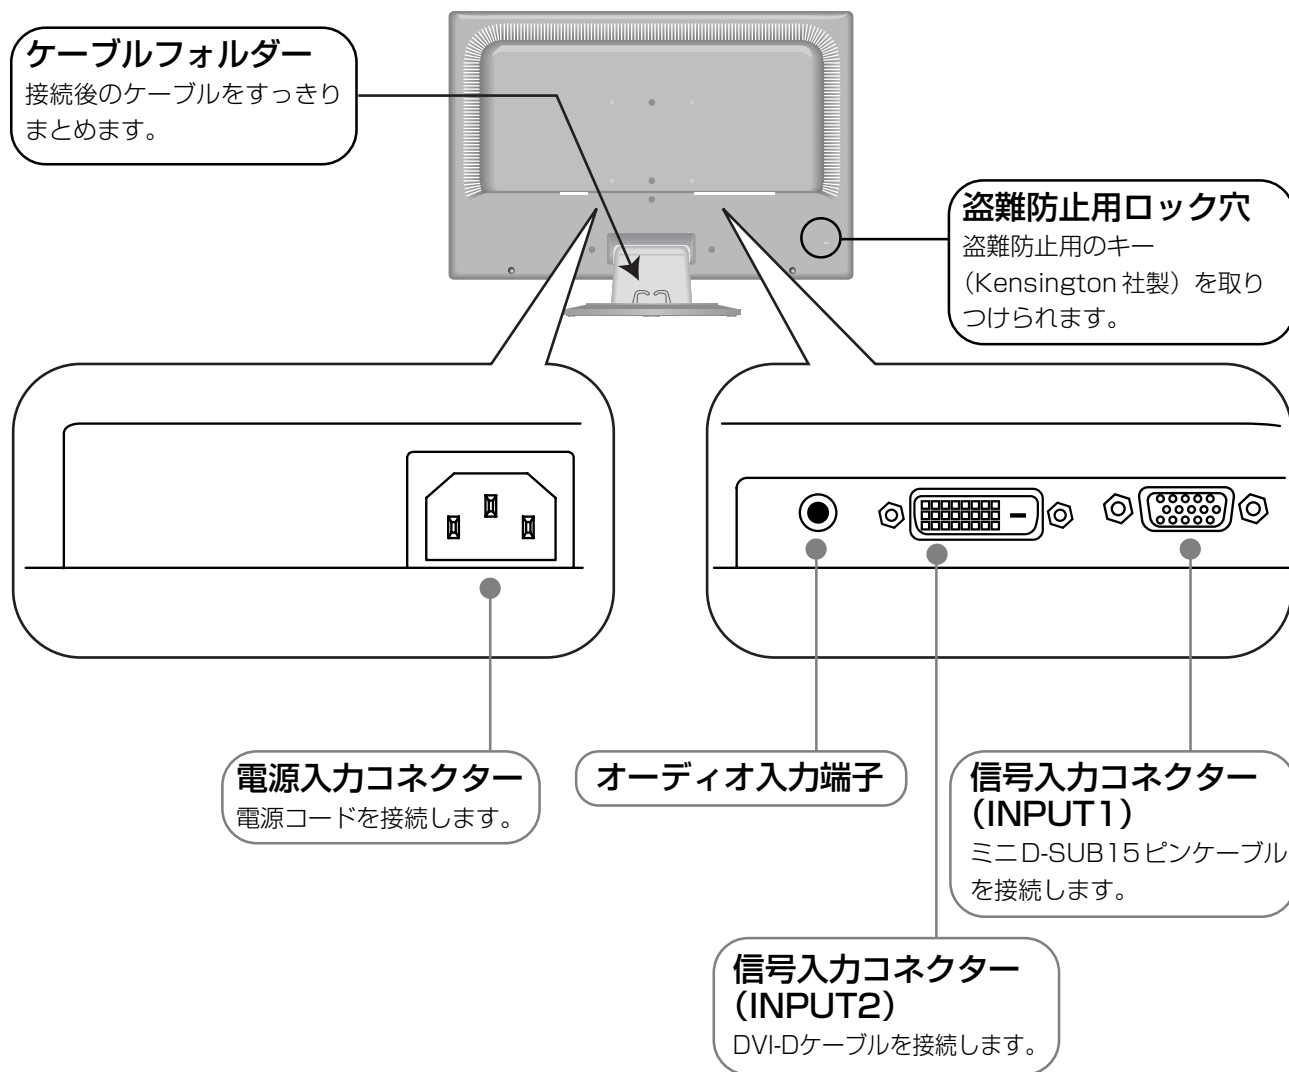 ケーブルフォルダー
接続後のケーブルをすっきり
まとめます。
盗難防止用ロック穴
盗難防止用のキー
（Kensington 社製）を取り
つけられます。
電源入力コネクター
電源コードを接続します。
オーディオ入力端子
信号入力コネクター
（INPUT1）
ミニ D-SUB15 ピンケーブル
を接続します。
信号入力コネクター
（INPUT2）
DVI-Dケーブルを接続します。